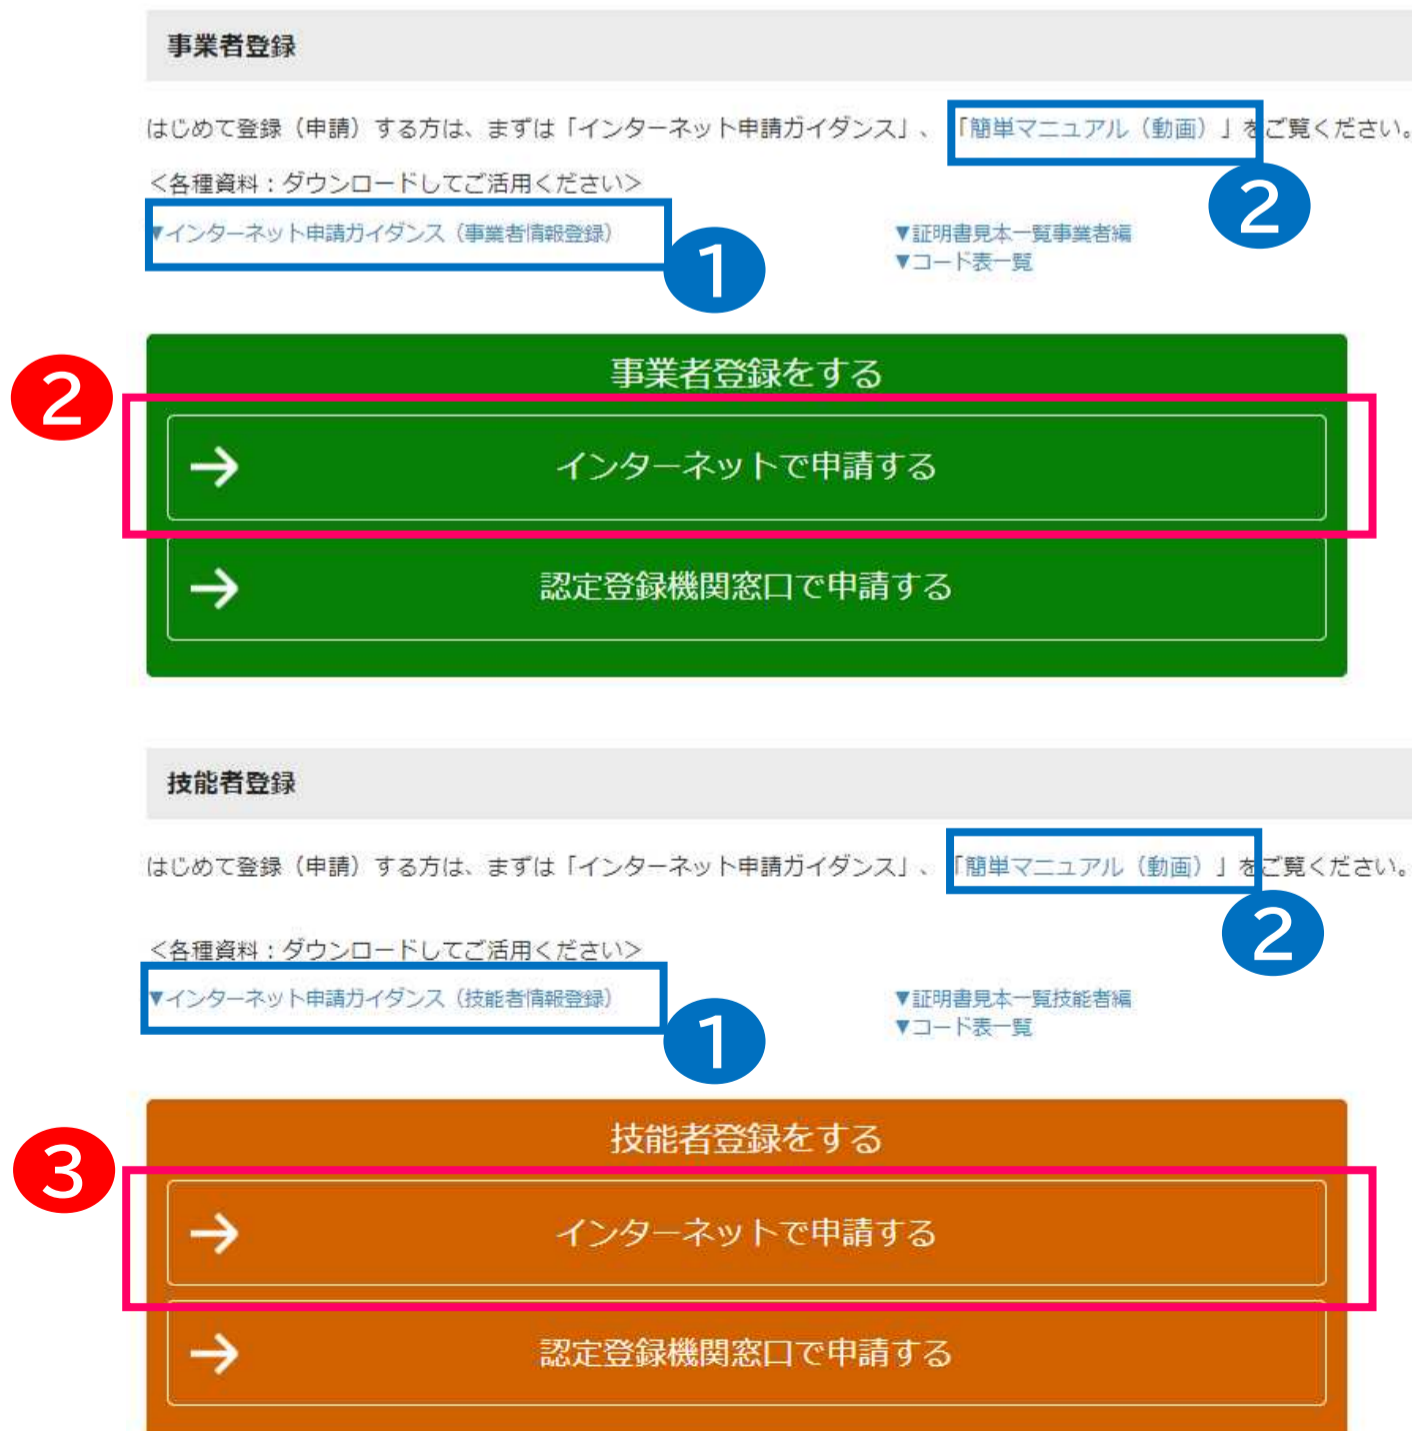 事業者登録
はじめて登録（申請）する方は、まずは「インターネット申請ガイダンス」、「簡単マニュアル（動画）」をご覧ください。
2
＜各種資料：ダウンロードしてご活用ください＞
▼インターネット申請ガイダンス（事業者情報登録）
1
▼証明書見本一覧事業者編
▼コード表一覧
2
事業者登録をする
→ インターネットで申請する
→ 認定登録機関窓口で申請する
技能者登録
はじめて登録（申請）する方は、まずは「インターネット申請ガイダンス」、「簡単マニュアル（動画）」をご覧ください。
2
＜各種資料：ダウンロードしてご活用ください＞
▼インターネット申請ガイダンス（技能者情報登録）
1
▼証明書見本一覧技能者編
▼コード表一覧
3
技能者登録をする
→ インターネットで申請する
→ 認定登録機関窓口で申請する